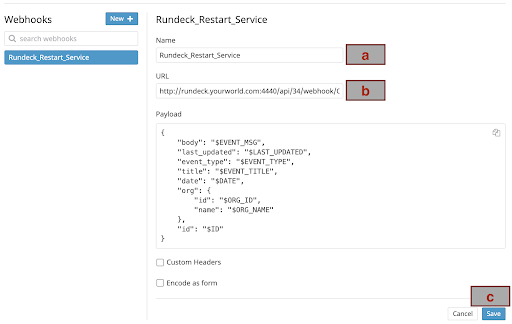 Webhooks
New +
search webhooks
Rundeck_Restart_Service
Rundeck_Restart_Service
Name
Rundeck_Restart_Service
a
URL
http://rundeck.yourworld.com:4440/api/34/webhook/
b
Payload
{
"body": "$EVENT_MSG",
"last_updated": "$LAST_UPDATED",
"event_type": "$EVENT_TYPE",
"title": "$EVENT_TITLE",
"date": "$DATE",
"org": {
"id": "$ORG_ID",
"name": "$ORG_NAME"
},
"id": "$ID"
}
Custom Headers
Encode as form
c
Cancel
Save